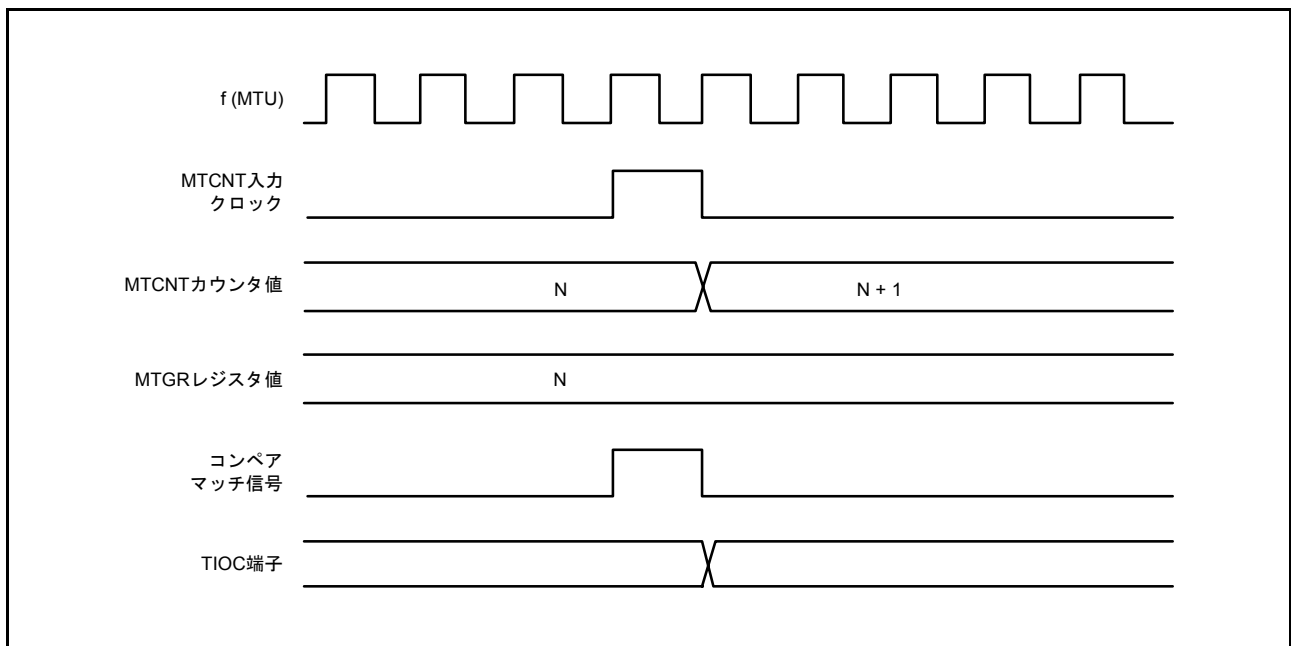 f (MTU)
MTCNT入力
クロック
MTCNTカウンタ値
N
N + 1
MTGRレジスタ値
N
コンペア
マッチ信号
TIOC端子